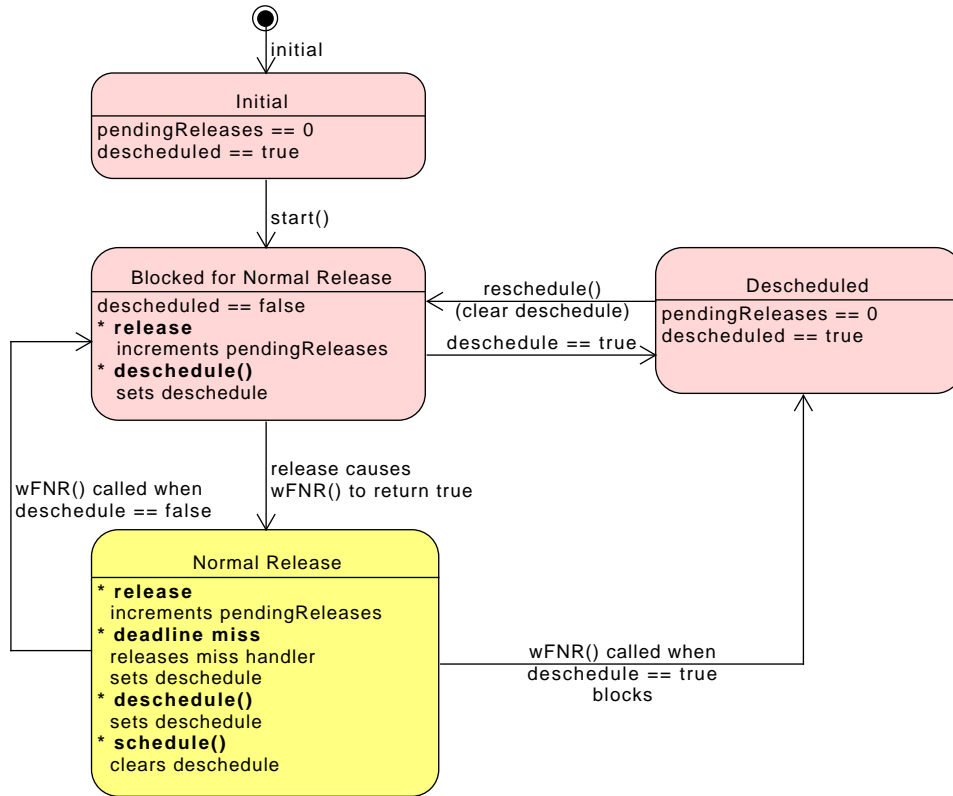 initial
Initial
pendingReleases == 0
descheduled == true
start()
Blocked for Normal Release
descheduled == false
* release
increments pendingReleases
* deschedule()
sets deschedule
reschedule()
(clear deschedule)
deschedule == true
Descheduled
pendingReleases == 0
descheduled == true
wFNR() called when
deschedule == false
release causes
wFNR() to return true
Normal Release
* release
increments pendingReleases
* deadline miss
releases miss handler
sets deschedule
* deschedule()
sets deschedule
* schedule()
clears deschedule
wFNR() called when
deschedule == true
blocks